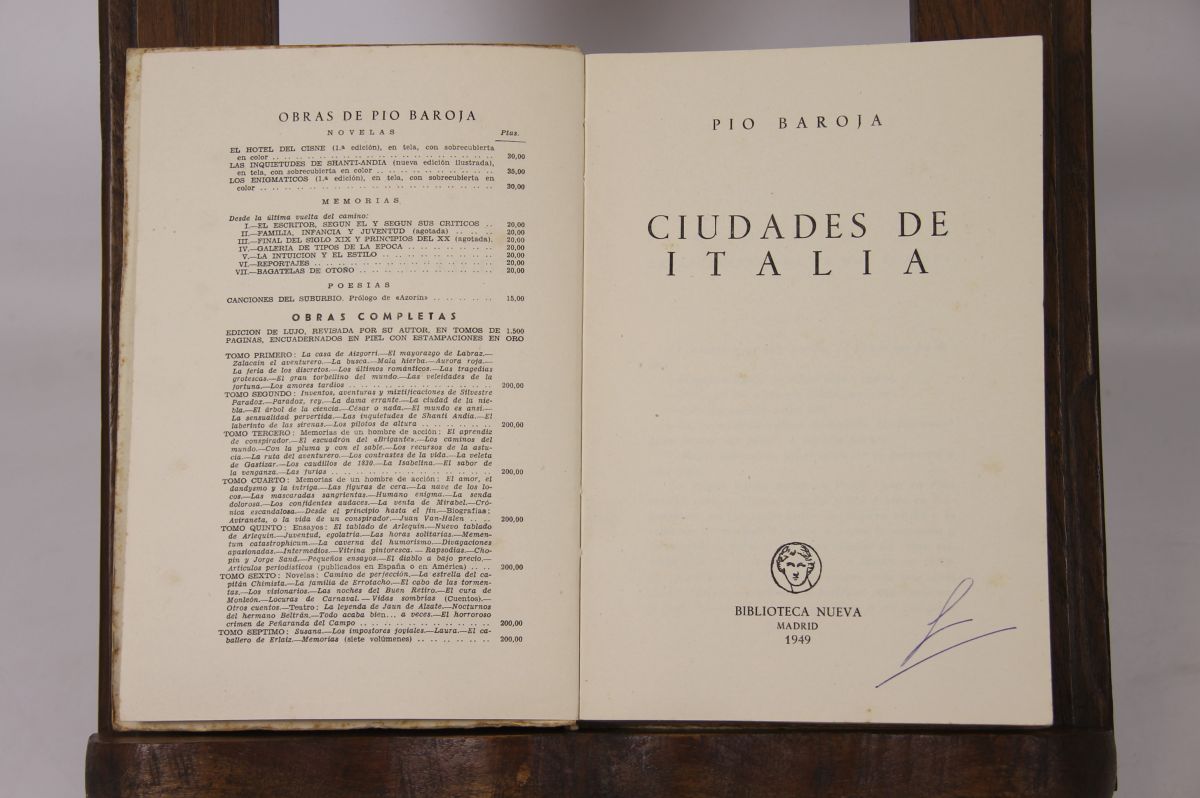 OBRAS DE PIO BAROJA
NOVELAS
Ptas.
EL HOTEL DEL CISNE (1.ª edición), en tela, con sobrecubierta
en color .. .. .. .. .. .. .. .. .. .. .. .. .. .. .. 30,00
LAS INQUIETUDES DE SHANTI-ANDIA (nueva edición ilustrada),
en tela, con sobrecubierta en color .. .. .. .. .. .. .. .. 35,00
LOS ENIGMATICOS (1.ª edición), en tela, con sobrecubierta en
color .. .. .. .. .. .. .. .. .. .. .. .. .. .. .. .. 30,00
MEMORIAS
Desde la última vuelta del camino:
I.—EL ESCRITOR, SEGUN EL Y SEGUN SUS CRITICOS .. 20,00
II.—FAMILIA, INFANCIA Y JUVENTUD (agotada) .. .. .. 20,00
III.—FINAL DEL SIGLO XIX Y PRINCIPIOS DEL XX (agotada). 20,00
IV.—GALERIA DE TIPOS DE LA EPOCA .. .. .. .. .. .. 20,00
V.—LA INTUICION Y EL ESTILO .. .. .. .. .. .. .. .. 20,00
VI.—REPORTAJES .. .. .. .. .. .. .. .. .. .. .. .. 20,00
VII.—BAGATELAS DE OTOÑO .. .. .. .. .. .. .. .. .. 20,00
POESIAS
CANCIONES DEL SUBURBIO. Prólogo de «Azorín» .. .. .. .. 15,00
OBRAS COMPLETAS
EDICION DE LUJO, REVISADA POR SU AUTOR, EN TOMOS DE 1.500
PAGINAS, ENCUADERNADOS EN PIEL CON ESTAMPACIONES EN ORO
TOMO PRIMERO: La casa de Aizgorri.—El mayorazgo de Labraz.—
Zalacaín el aventurero.—La busca.—Mala hierba.—Aurora roja.—
La feria de los discretos.—Los últimos románticos.—Las tragedias
grotescas.—El gran torbellino del mundo.—Las veleidades de la
fortuna.—Los amores tardíos .. .. .. .. .. .. .. .. .. .. 200,00
TOMO SEGUNDO: Inventos, aventuras y mixtificaciones de Silvestre
Paradox.—Paradox, rey.—La dama errante.—La ciudad de la nie-
bla.—El árbol de la ciencia.—César o nada.—El mundo es ansí.—
La sensualidad pervertida.—Las inquietudes de Shanti Andía.—El
laberinto de las sirenas.—Los pilotos de altura .. .. .. .. .. 200,00
TOMO TERCERO: Memorias de un hombre de acción: El aprendiz
de conspirador.—El escuadrón del «Brigante».—Los caminos del
mundo.—Con la pluma y con el sable.—Los recursos de la astu-
cia.—La ruta del aventurero.—Los contrastes de la vida.—La veleta
de Gastizar.—Los caudillos de 1830.—La Isabelina.—El sabor de
la venganza.—Las furias .. .. .. .. .. .. .. .. .. .. .. 200,00
TOMO CUARTO: Memorias de un hombre de acción: El amor, el
dandysmo y la intriga.—Las figuras de cera.—La nave de los lo-
cos.—Las mascaradas sangrientas.—Humano enigma.—La senda
dolorosa.—Los confidentes audaces.—La venta de Mirabel.—Cró-
nica escandalosa.—Desde el principio hasta el fin.—Biografías:
Aviraneta, o la vida de un conspirador.—Juan Van-Halen .. .. 200,00
TOMO QUINTO: Ensayos: El tablado de Arlequín.—Nuevo tablado
de Arlequín.—Juventud, egolatría.—Las horas solitarias.—Memen-
tum catastrophicum.—La caverna del humorismo.—Divagaciones
apasionadas.—Intermedios.—Vitrina pintoresca. — Rapsodias.—Cho-
pin y Jorge Sand.—Pequeños ensayos.—El diablo a bajo precio.—
Artículos periodísticos (publicados en España o en América) .. .. 200,00
TOMO SEXTO: Novelas: Camino de perfección.—La estrella del ca-
pitán Chimista.—La familia de Errotacho.—El cabo de las tormen-
tas.—Los visionarios.—Las noches del Buen Retiro.—El cura de
Monleón.—Locuras de Carnaval. — Vidas sombrías (Cuentos).—
Otros cuentos.—Teatro: La leyenda de Jaun de Alzate.—Nocturnos
del hermano Beltrán.—Todo acaba bien... a veces.—El horroroso
crimen de Peñaranda del Campo .. .. .. .. .. .. .. .. .. 200,00
TOMO SEPTIMO: Susana.—Los impostores joviales.—Laura.—El ca-
ballero de Erlaiz.—Memorias (siete volúmenes) .. .. .. .. .. 200,00
PIO BAROJA
CIUDADES DE
ITALIA
BIBLIOTECA NUEVA
MADRID
1949